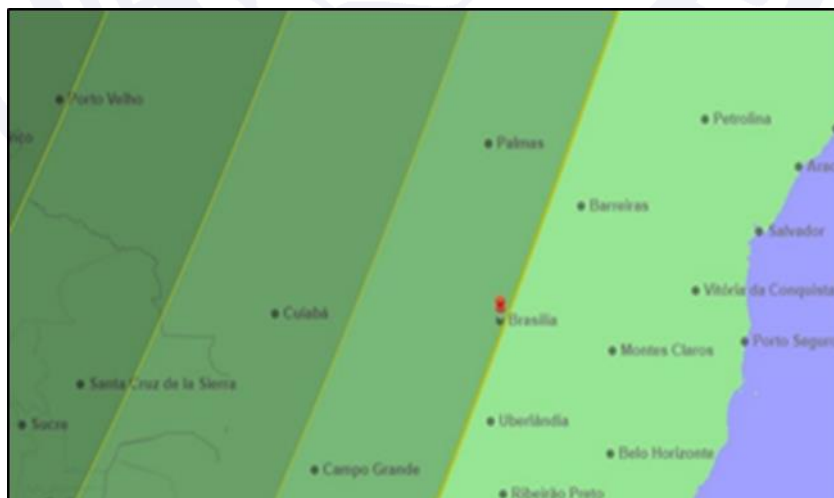 Porto Velho
Petrolina
Palmas
Barreiras
Salvador
Vitória da Conquista
Cuiabá
Brasília
Porto Seguro
Montes Claros
Santa Cruz de la Sierra
Sucre
Uberlândia
Belo Horizonte
Campo Grande
Ribeirão Preto